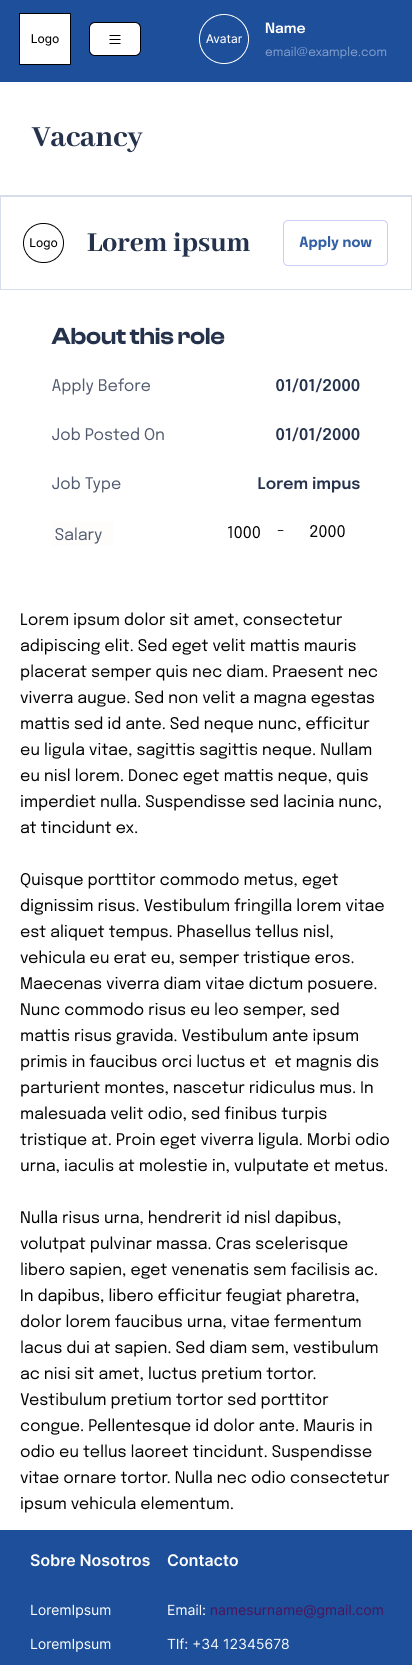 Logo
Avatar
Name
email@example.com
Vacancy
Logo
Lorem ipsum
Apply now
About this role
Apply Before 01/01/2000
Job Posted On 01/01/2000
Job Type Lorem impus
Salary 1000 - 2000
Lorem ipsum dolor sit amet, consectetur
adipiscing elit. Sed eget velit mattis mauris
placerat semper quis nec diam. Praesent nec
viverra augue. Sed non velit a magna egestas
mattis sed id ante. Sed neque nunc, efficitur
eu ligula vitae, sagittis sagittis neque. Nullam
eu nisl lorem. Donec eget mattis neque, quis
imperdiet nulla. Suspendisse sed lacinia nunc,
at tincidunt ex.
Quisque porttitor commodo metus, eget
dignissim risus. Vestibulum fringilla lorem vitae
est aliquet tempus. Phasellus tellus nisl,
vehicula eu erat eu, semper tristique eros.
Maecenas viverra diam vitae dictum posuere.
Nunc commodo risus eu leo semper, sed
mattis risus gravida. Vestibulum ante ipsum
primis in faucibus orci luctus et  et magnis dis
parturient montes, nascetur ridiculus mus. In
malesuada velit odio, sed finibus turpis
tristique at. Proin eget viverra ligula. Morbi odio
urna, iaculis at molestie in, vulputate et metus.
Nulla risus urna, hendrerit id nisl dapibus,
volutpat pulvinar massa. Cras scelerisque
libero sapien, eget venenatis sem facilisis ac.
In dapibus, libero efficitur feugiat pharetra,
dolor lorem faucibus urna, vitae fermentum
lacus dui at sapien. Sed diam sem, vestibulum
ac nisi sit amet, luctus pretium tortor.
Vestibulum pretium tortor sed porttitor
congue. Pellentesque id dolor ante. Mauris in
odio eu tellus laoreet tincidunt. Suspendisse
vitae ornare tortor. Nulla nec odio consectetur
ipsum vehicula elementum.
Sobre Nosotros Contacto
LoremIpsum Email: namesurname@gmail.com
LoremIpsum Tlf: +34 12345678